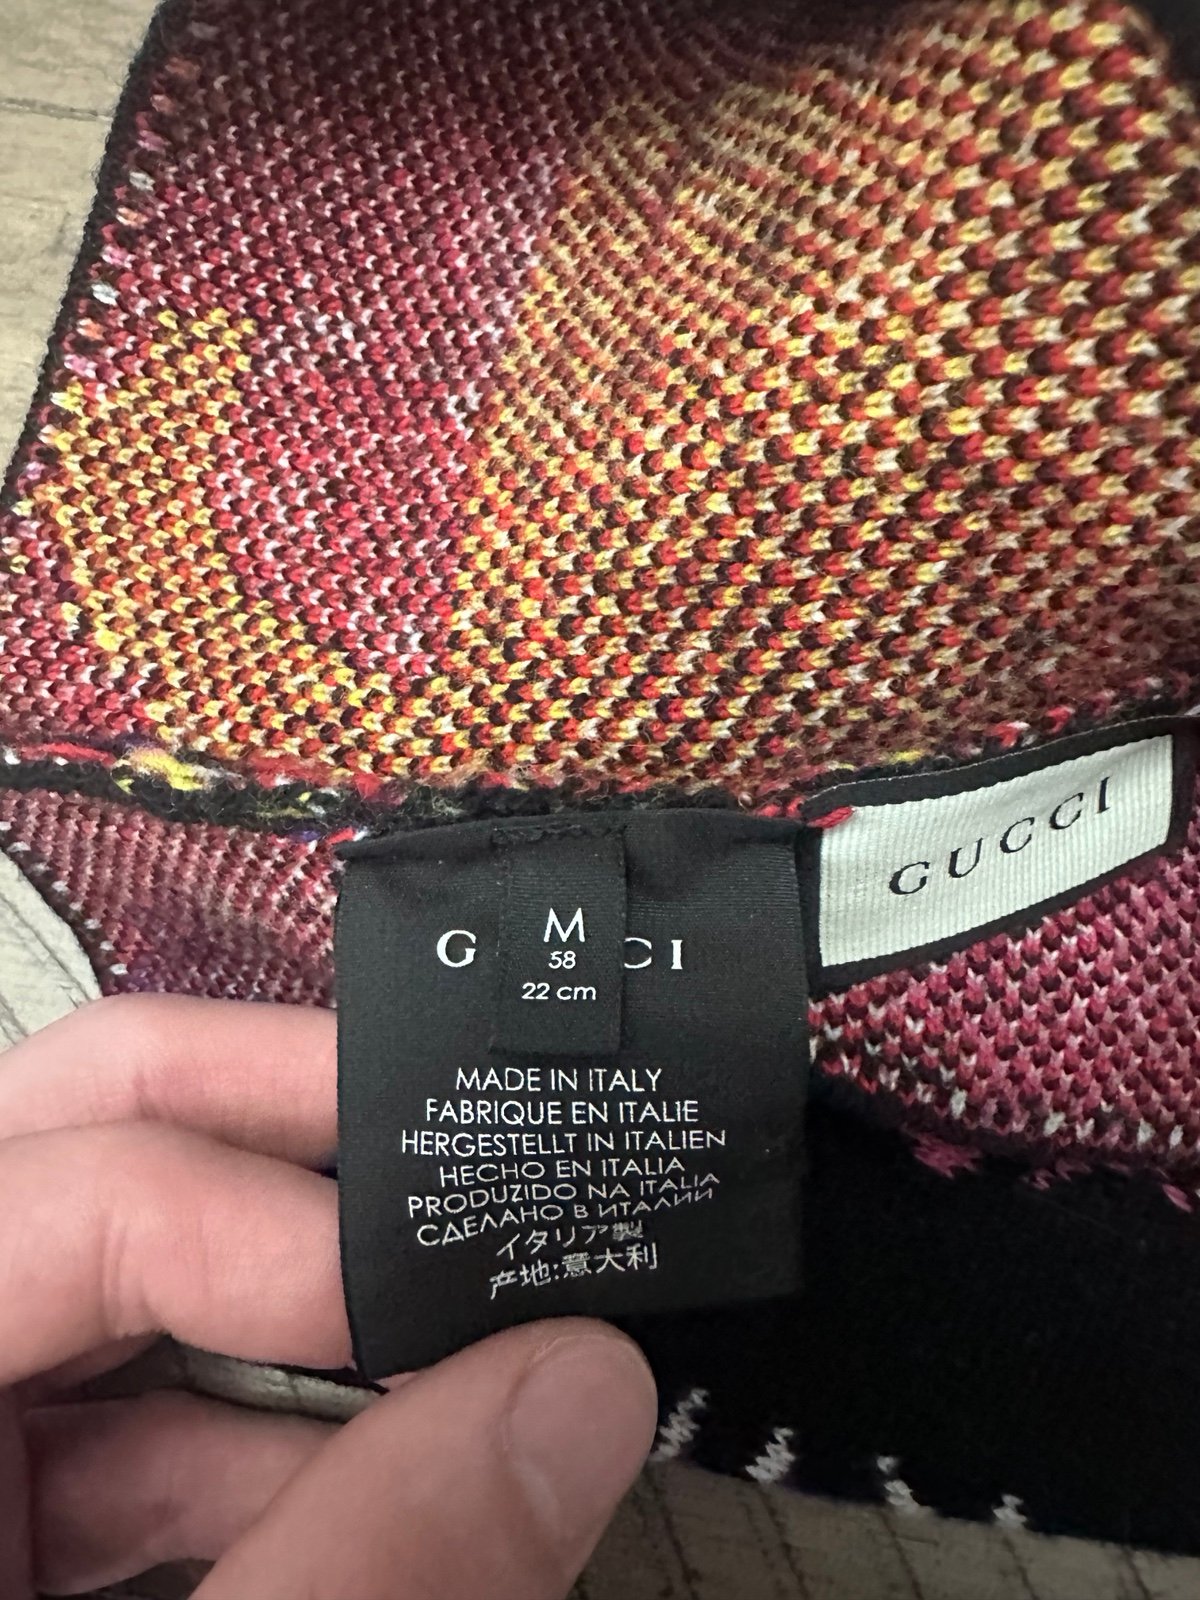 GUCCI
M
G CI
58
22 cm
MADE IN ITALY
FABRIQUE EN ITALIE
HERGESTELLT IN ITALIEN
HECHO EN ITALIA
PRODUZIDO NA ITALIA
СДЕЛАНО В ИТАЛИИ
イタリア製
产地:意大利